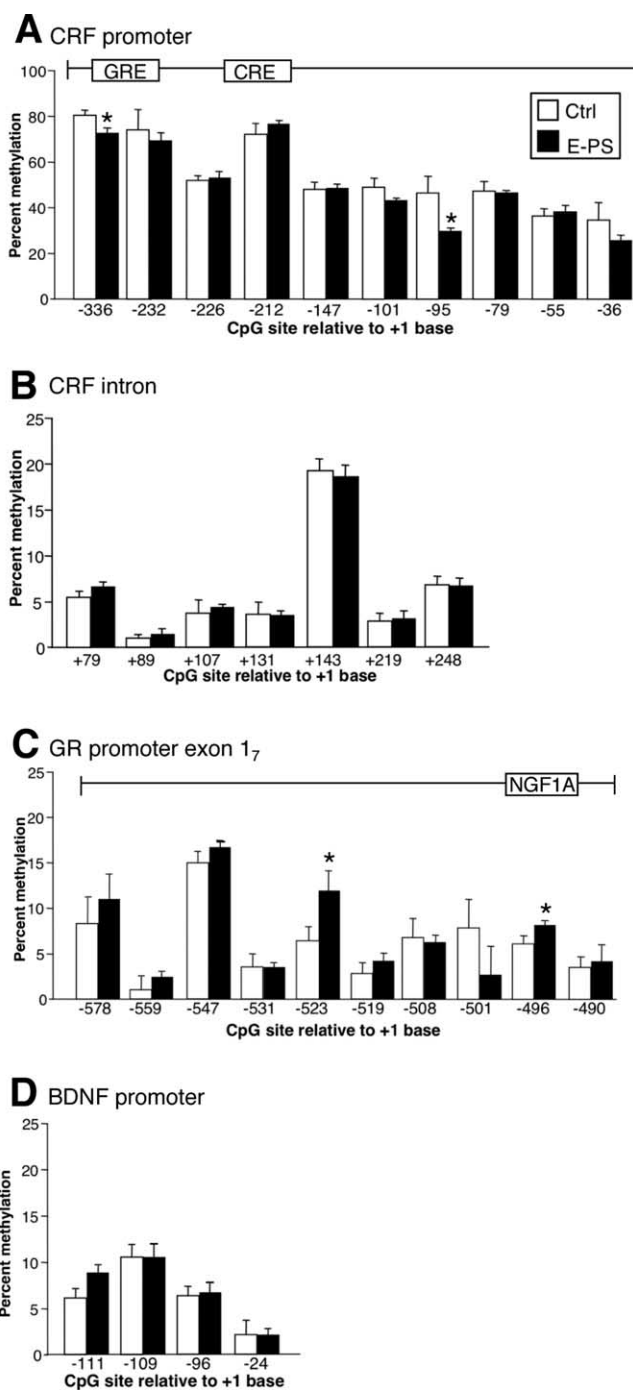 A CRF promoter
GRE CRE
100
80
60
40
20
0
Percent methylation
* *
Ctrl
E-PS
-336 -232 -226 -212 -147 -101 -95 -79 -55 -36
CpG site relative to +1 base
B CRF intron
25
20
15
10
5
0
Percent methylation
+79 +89 +107 +131 +143 +219 +248
CpG site relative to +1 base
C GR promoter exon 1₇
NGF1A
25
20
15
10
5
0
Percent methylation
* *
-578 -559 -547 -531 -523 -519 -508 -501 -496 -490
CpG site relative to +1 base
D BDNF promoter
25
20
15
10
5
0
Percent methylation
-111 -109 -96 -24
CpG site relative to +1 base